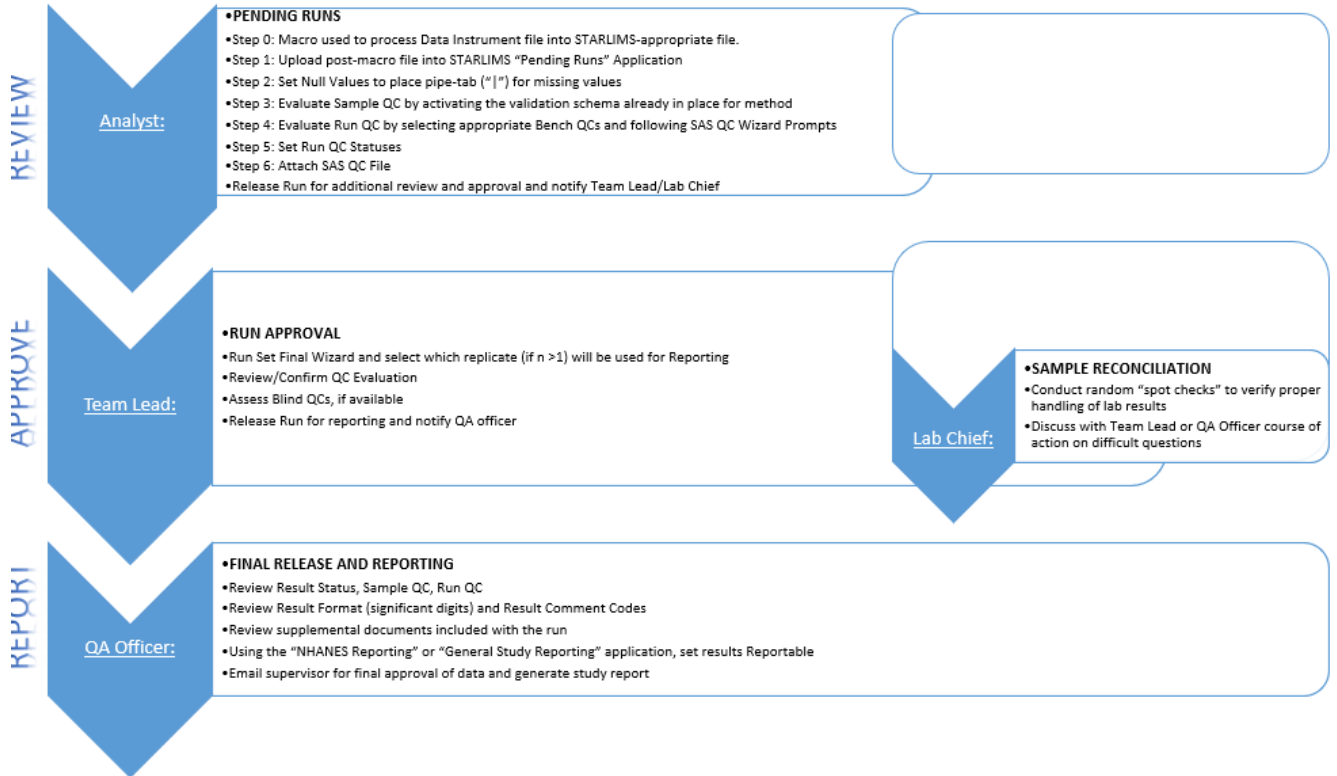 REVIEW
Analyst:
•PENDING RUNS
•Step 0: Macro used to process Data Instrument file into STARLIMS-appropriate file.
•Step 1: Upload post-macro file into STARLIMS “Pending Runs” Application
•Step 2: Set Null Values to place pipe-tab (“|”) for missing values
•Step 3: Evaluate Sample QC by activating the validation schema already in place for method
•Step 4: Evaluate Run QC by selecting appropriate Bench QCs and following SAS QC Wizard Prompts
•Step 5: Set Run QC Statuses
•Step 6: Attach SAS QC File
•Release Run for additional review and approval and notify Team Lead/Lab Chief
APPROVE
Team Lead:
•RUN APPROVAL
•Run Set Final Wizard and select which replicate (if n >1) will be used for Reporting
•Review/Confirm QC Evaluation
•Assess Blind QCs, if available
•Release Run for reporting and notify QA officer
Lab Chief:
•SAMPLE RECONCILIATION
•Conduct random “spot checks” to verify proper
handling of lab results
•Discuss with Team Lead or QA Officer course of
action on difficult questions
REPORT
QA Officer:
•FINAL RELEASE AND REPORTING
•Review Result Status, Sample QC, Run QC
•Review Result Format (significant digits) and Result Comment Codes
•Review supplemental documents included with the run
•Using the “NHANES Reporting” or “General Study Reporting” application, set results Reportable
•Email supervisor for final approval of data and generate study report